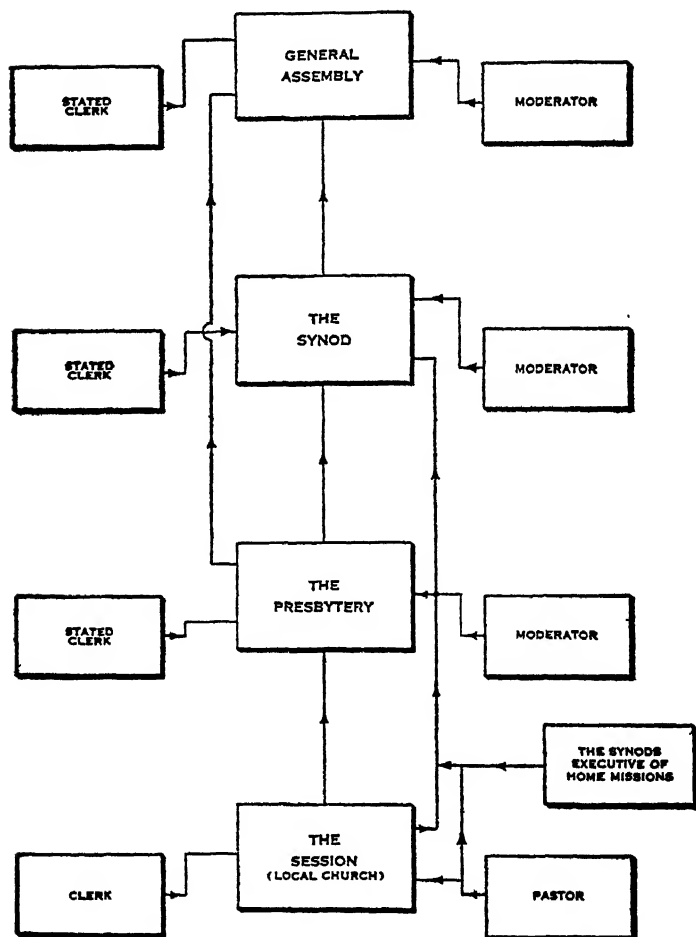 GENERAL
ASSEMBLY
STATED
CLERK
MODERATOR
THE
SYNOD
STATED
CLERK
MODERATOR
THE
PRESBYTERY
STATED
CLERK
MODERATOR
THE SYNODS
EXECUTIVE OF
HOME MISSIONS
THE
SESSION
(LOCAL CHURCH)
CLERK
PASTOR